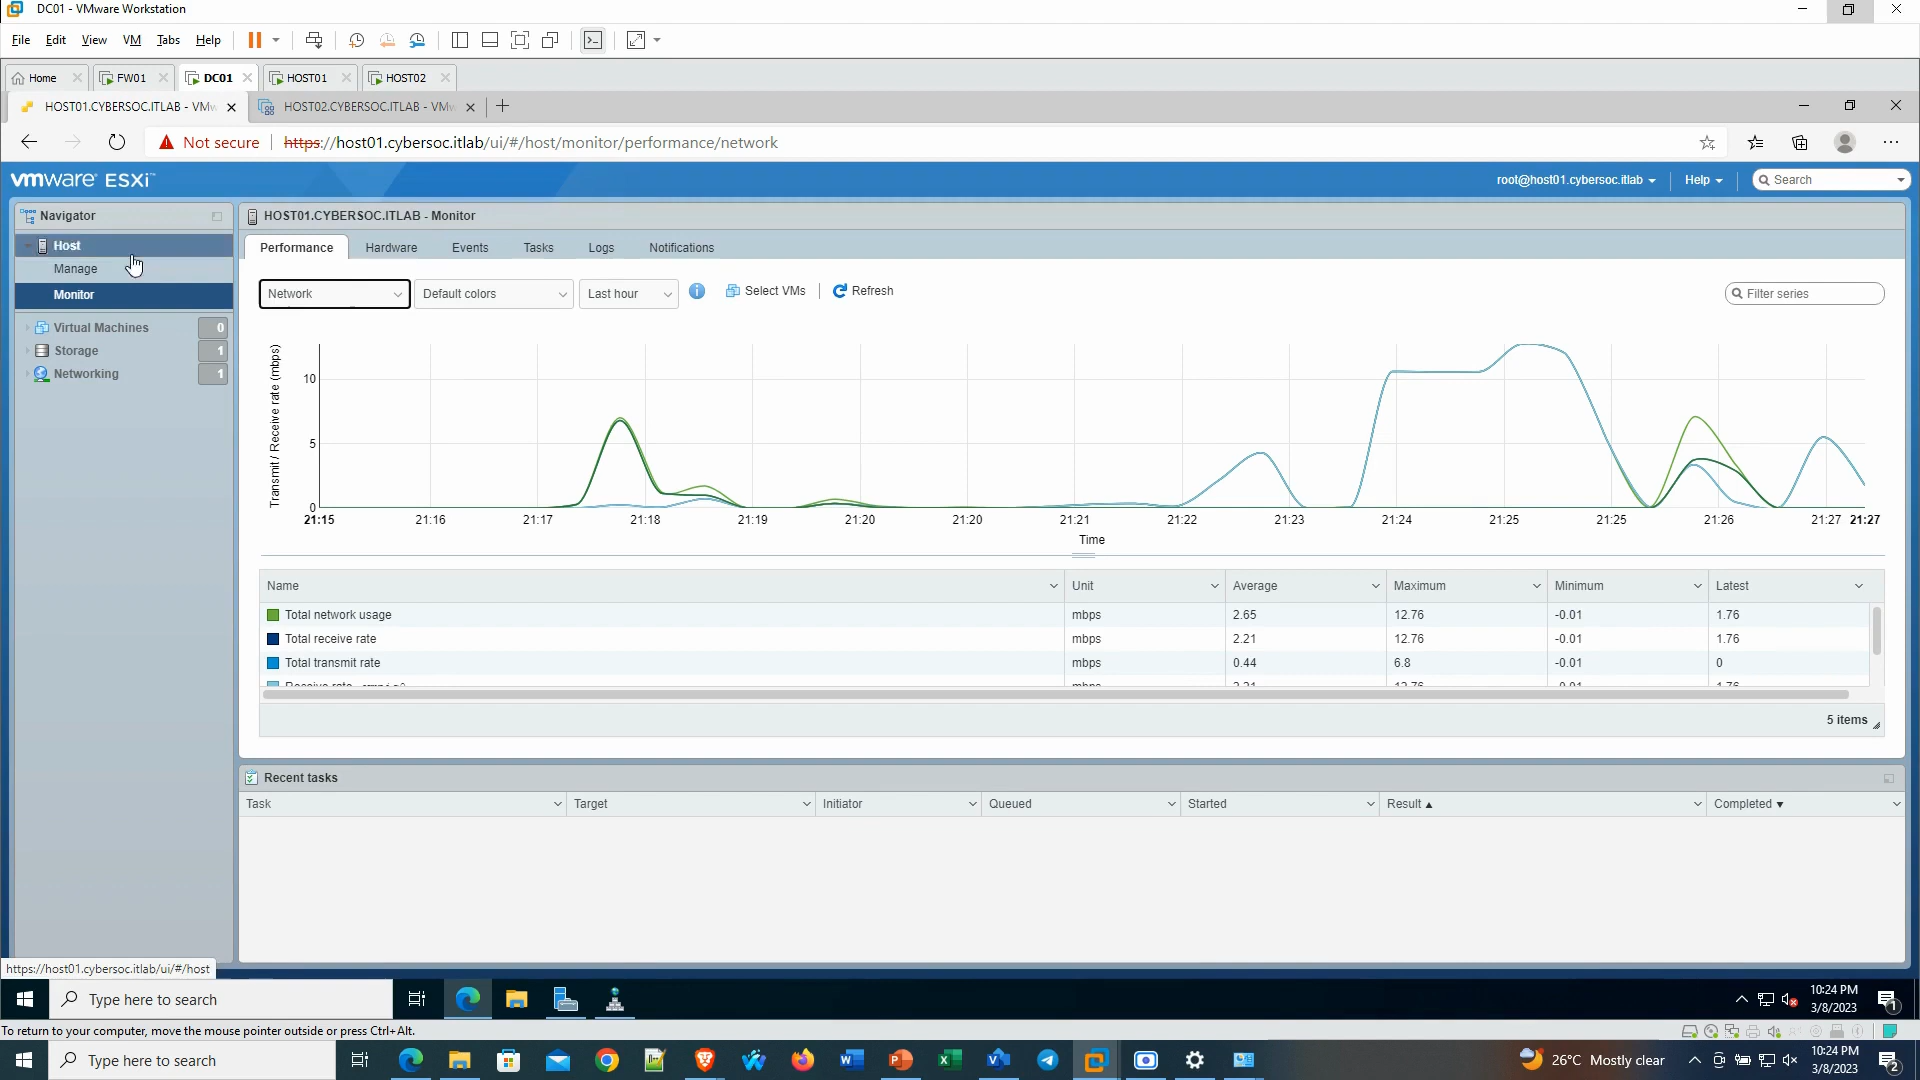 DC01 - VMware Workstation
File Edit View VM Tabs Help
Home FW01 DC01 HOST01 HOST02
HOST01.CYBERSOC.ITLAB - VMw HOST02.CYBERSOC.ITLAB - VMw
Not secure https://host01.cybersoc.itlab/ui/#/host/monitor/performance/network
vmware ESXi root@host01.cybersoc.itlab Help Search
Navigator
Host
Manage
Monitor
Virtual Machines 0
Storage 1
Networking 1
HOST01.CYBERSOC.ITLAB - Monitor
Performance Hardware Events Tasks Logs Notifications
Network Default colors Last hour Select VMs Refresh Filter series
Transmit / Receive rate (mbps)
10
5
0
21:15 21:16 21:17 21:18 21:19 21:20 21:20 21:21 21:22 21:23 21:24 21:25 21:25 21:26 21:27 21:27
Time
Name Unit Average Maximum Minimum Latest
Total network usage mbps 2.65 12.76 -0.01 1.76
Total receive rate mbps 2.21 12.76 -0.01 1.76
Total transmit rate mbps 0.44 6.8 -0.01 0
5 items
Recent tasks
Task Target Initiator Queued Started Result Completed
https://host01.cybersoc.itlab/ui/#/host
Type here to search 10:24 PM
3/8/2023
1
To return to your computer, move the mouse pointer outside or press Ctrl+Alt.
Type here to search 26°C Mostly clear 10:24 PM
3/8/2023
2